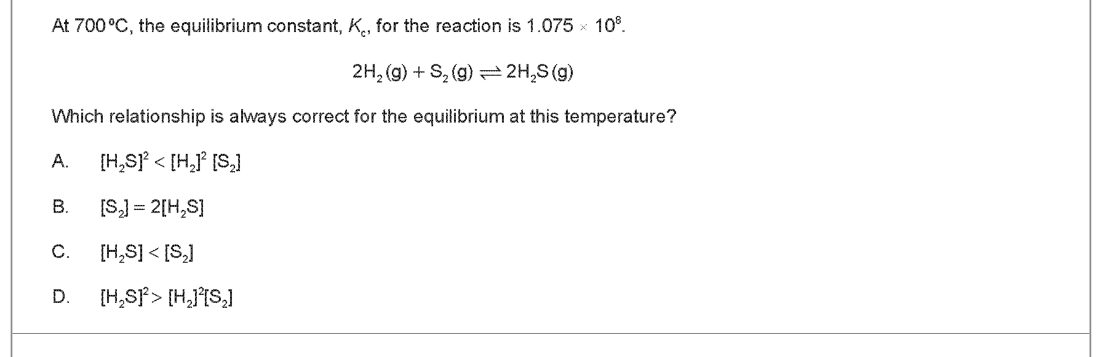 At 700 ºC, the equilibrium constant, K꜀, for the reaction is 1.075 × 10⁸.
2H₂ (g) + S₂ (g) ⇌ 2H₂S (g)
Which relationship is always correct for the equilibrium at this temperature?
A. [H₂S]² < [H₂]² [S₂]
B. [S₂] = 2[H₂S]
C. [H₂S] < [S₂]
D. [H₂S]² > [H₂]²[S₂]